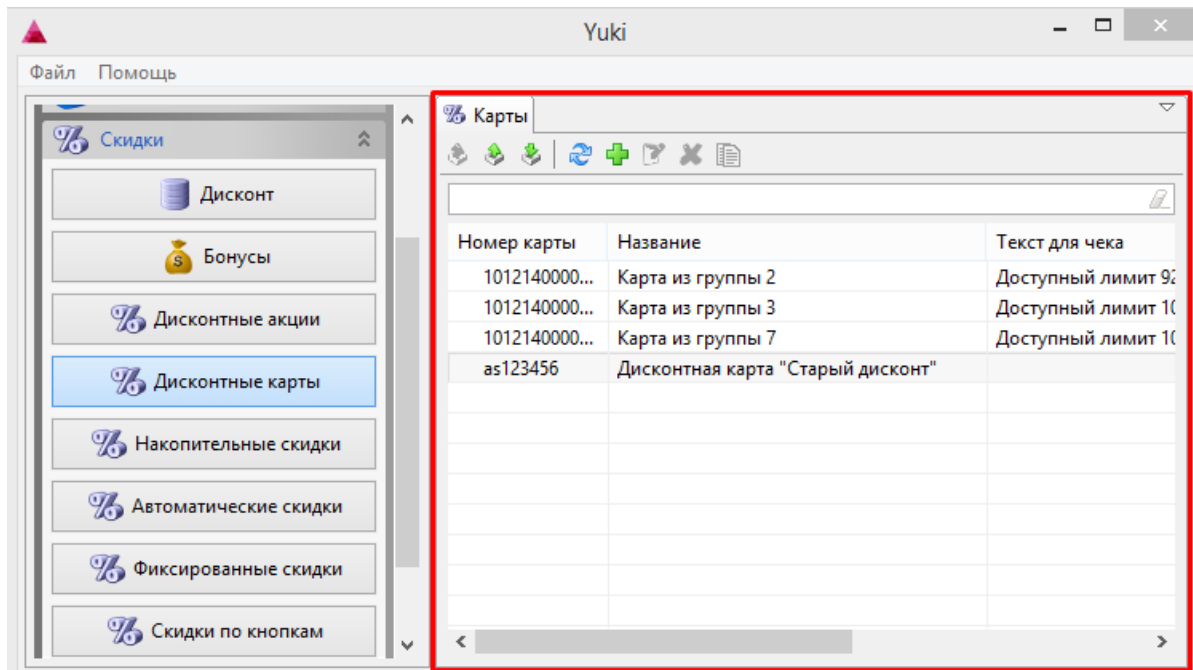 Yuki
Файл Помощь
Скидки
Дисконт
Бонусы
Дисконтные акции
Дисконтные карты
Накопительные скидки
Автоматические скидки
Фиксированные скидки
Скидки по кнопкам
Карты
Номер карты Название Текст для чека
1012140000... Карта из группы 2 Доступный лимит 92
1012140000... Карта из группы 3 Доступный лимит 10
1012140000... Карта из группы 7 Доступный лимит 10
as123456 Дисконтная карта "Старый дисконт"